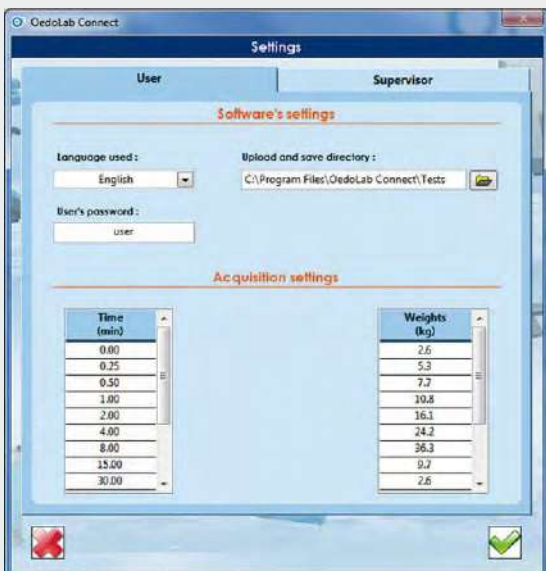 OedoLab Connect
Settings
User Supervisor
Software's settings
Language used : Upload and save directory :
English C:\Program Files\OedoLab Connect\Tests
User's password :
user
Acquisition settings
Time (min) Weights (kg)
0.00 2.6
0.25 5.3
0.50 7.7
1.00 10.8
2.00 16.1
4.00 24.2
8.00 36.3
15.00 9.7
30.00 2.6